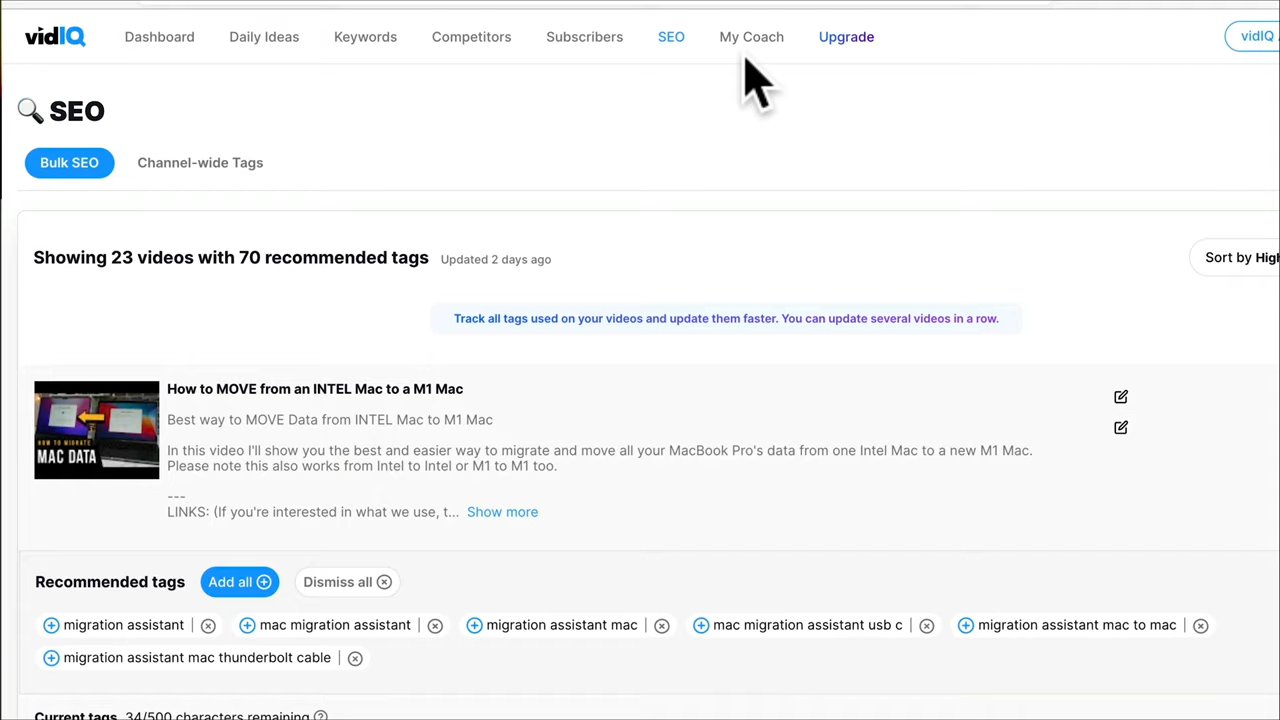 vidIQ Dashboard Daily Ideas Keywords Competitors Subscribers SEO My Coach Upgrade vidIQ
SEO
Bulk SEO Channel-wide Tags
Showing 23 videos with 70 recommended tags Updated 2 days ago Sort by High
Track all tags used on your videos and update them faster. You can update several videos in a row.
How to MOVE from an INTEL Mac to a M1 Mac
Best way to MOVE Data from INTEL Mac to M1 Mac
In this video I'll show you the best and easier way to migrate and move all your MacBook Pro's data from one Intel Mac to a new M1 Mac.
Please note this also works from Intel to Intel or M1 to M1 too.
---
LINKS: (If you're interested in what we use, t... Show more
HOW TO MIGRATE
MAC DATA
Recommended tags Add all Dismiss all
migration assistant | mac migration assistant | migration assistant mac | mac migration assistant usb c | migration assistant mac to mac |
migration assistant mac thunderbolt cable |
Current tags 34/500 characters remaining ?